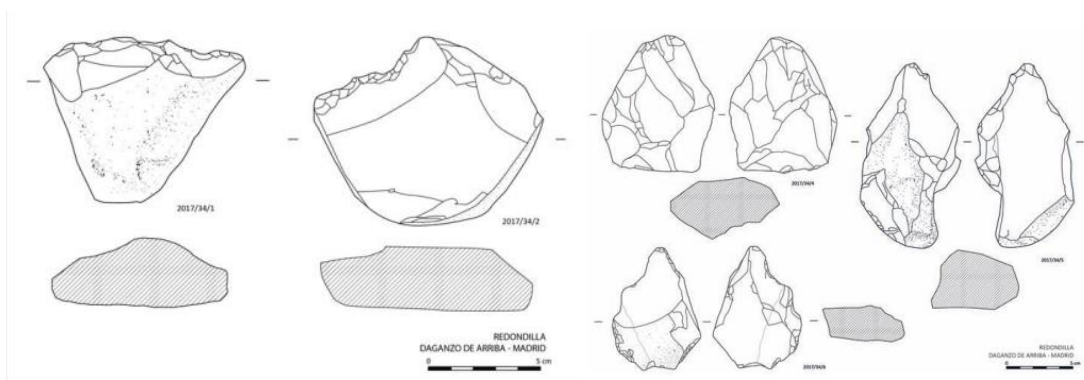 2017/34/1
2017/34/2
REDONDILLA
DAGANZO DE ARRIBA - MADRID
0 5 cm
2017/34/4
2017/34/5
2017/34/6
REDONDILLA
DAGANZO DE ARRIBA - MADRID
0 5 cm